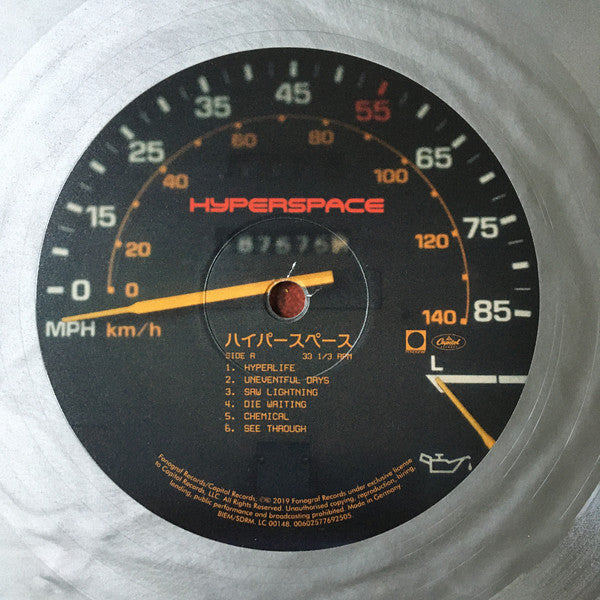 45
35
55
25
65
60
80
40
100
HYPERSPACE
15
75
20
120
0
0
140
85
MPH km/h
ハイパースペース
Capitol
SIDE A 33 1/3 RPM
L
1. HYPERLIFE
2. UNEVENTFUL DAYS
3. SAW LIGHTNING
4. DIE WAITING
5. CHEMICAL
6. SEE THROUGH
Fonograf Records/Capitol Records, ℗© 2019 Fonograf Records under exclusive license
to Capitol Records, LLC. All Rights Reserved. Unauthorised copying, reproduction, hiring,
lending, public performance and broadcasting prohibited. Made in Germany.
BIEM/SDRM. LC 00148. 00602577692505